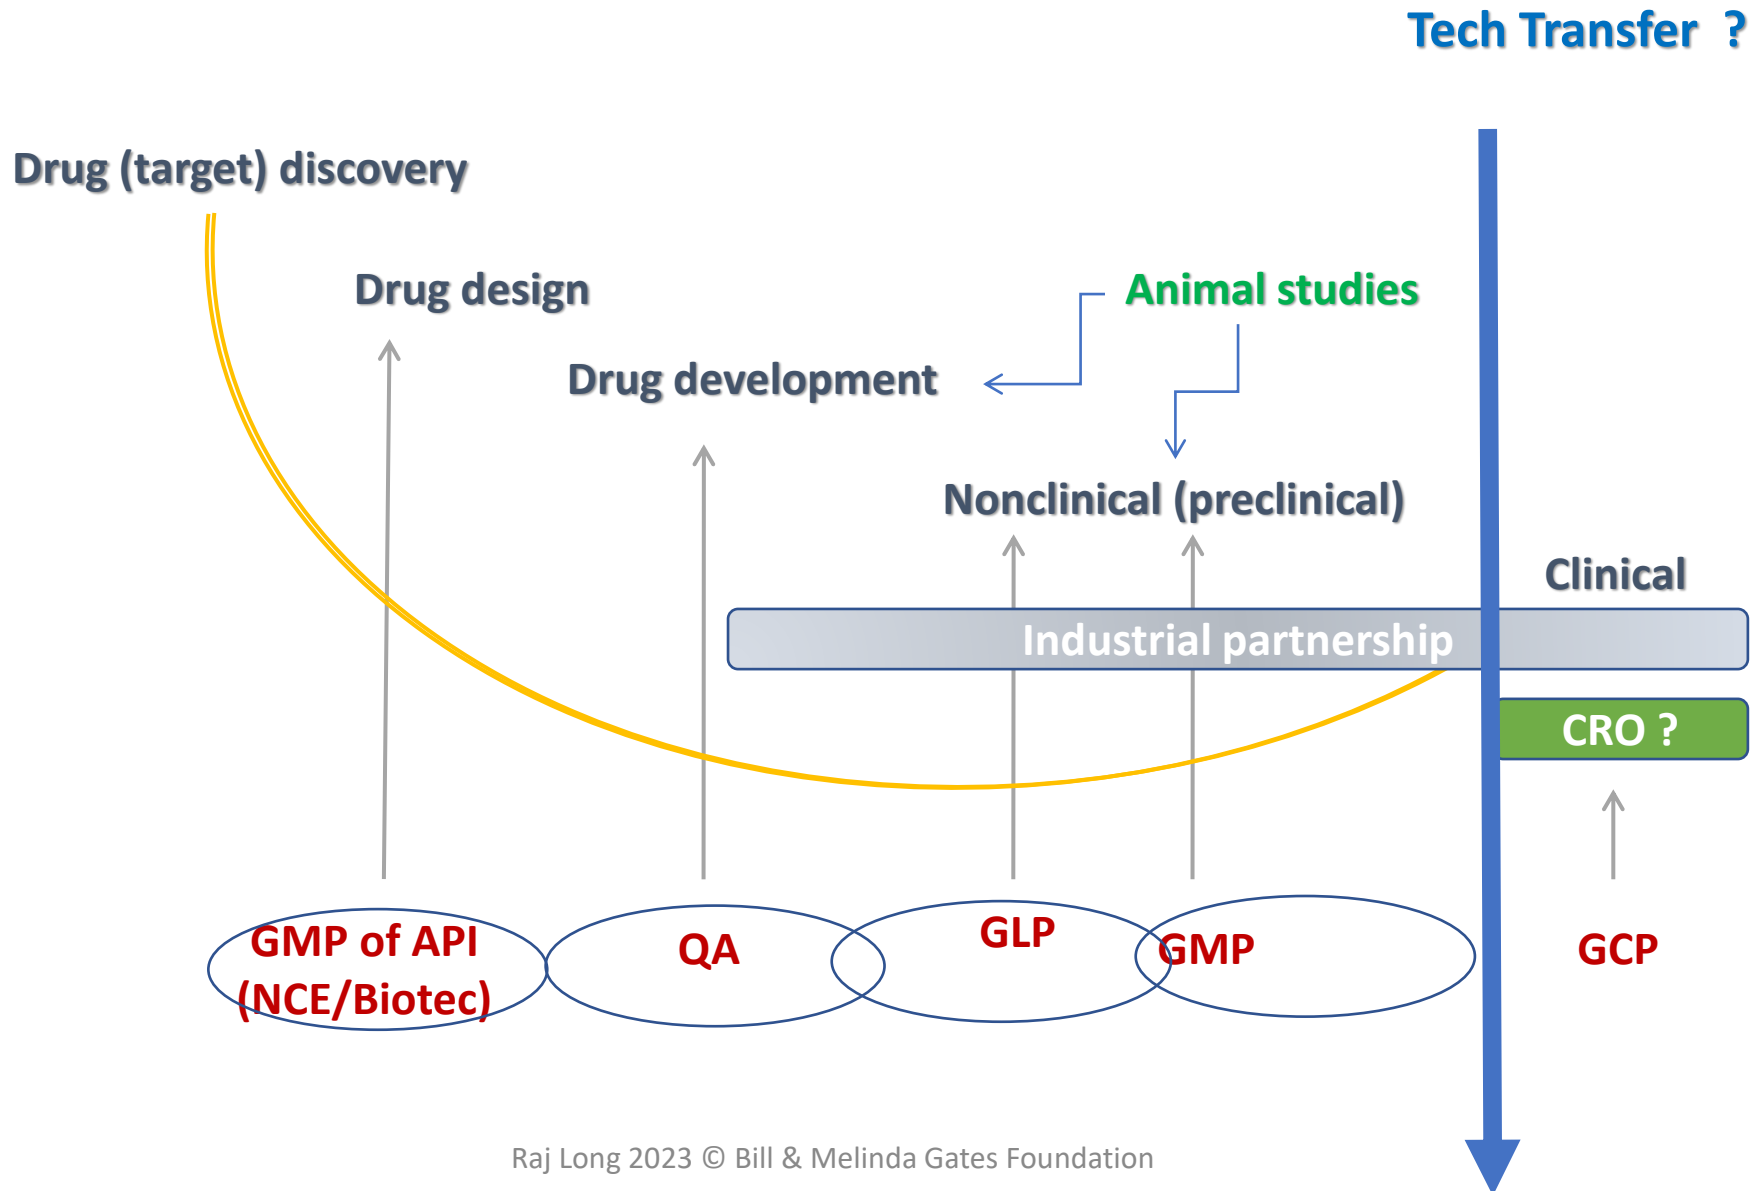 Tech Transfer ?
Drug (target) discovery
Drug design
Animal studies
Drug development
Nonclinical (preclinical)
Clinical
Industrial partnership
CRO ?
GMP of API
(NCE/Biotec)
QA
GLP
GMP
GCP
Raj Long 2023 © Bill & Melinda Gates Foundation